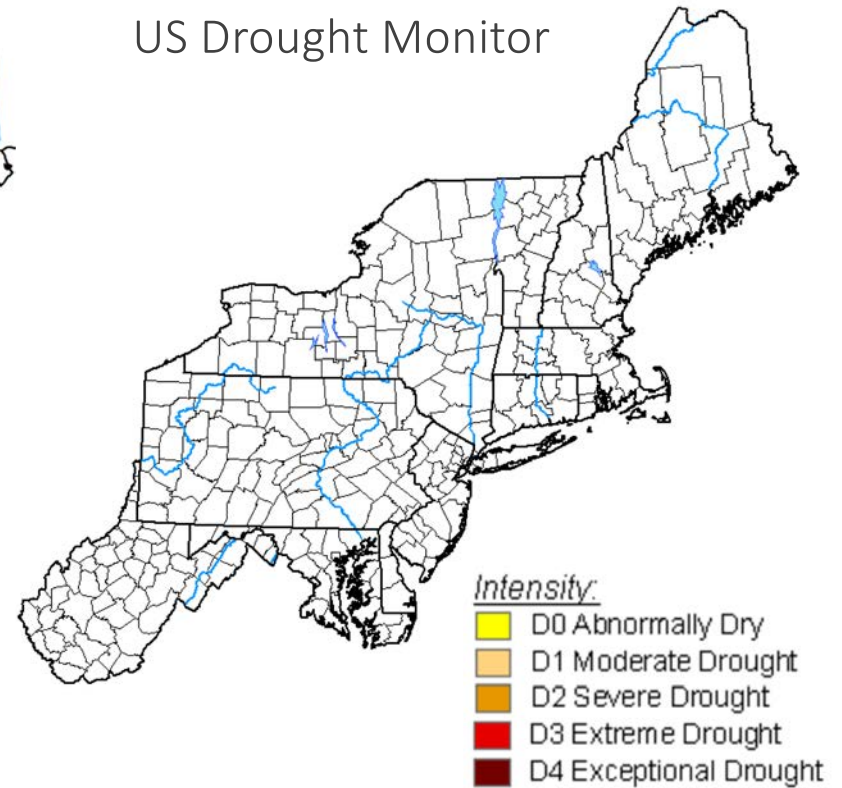 US Drought Monitor
Intensity:
D0 Abnormally Dry
D1 Moderate Drought
D2 Severe Drought
D3 Extreme Drought
D4 Exceptional Drought